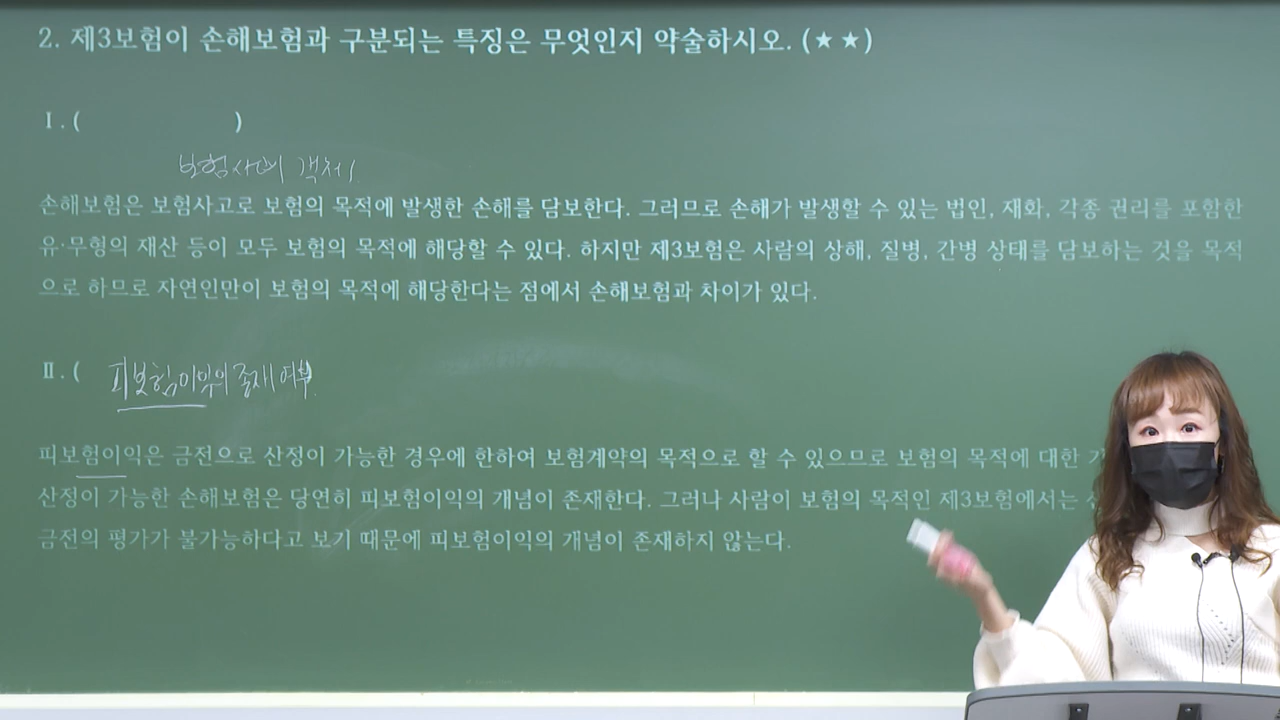 2. 제3보험이 손해보험과 구분되는 특징은 무엇인지 약술하시오. (★★)
Ⅰ. ( )
보험사고의 객체
손해보험은 보험사고로 보험의 목적에 발생한 손해를 담보한다. 그러므로 손해가 발생할 수 있는 법인, 재화, 각종 권리를 포함한
유·무형의 재산 등이 모두 보험의 목적에 해당할 수 있다. 하지만 제3보험은 사람의 상해, 질병, 간병 상태를 담보하는 것을 목적
으로 하므로 자연인만이 보험의 목적에 해당한다는 점에서 손해보험과 차이가 있다.
Ⅱ. ( 피보험이익의 존재 여부
피보험이익은 금전으로 산정이 가능한 경우에 한하여 보험계약의 목적으로 할 수 있으므로 보험의 목적에 대한
산정이 가능한 손해보험은 당연히 피보험이익의 개념이 존재한다. 그러나 사람이 보험의 목적인 제3보험에서는
금전의 평가가 불가능하다고 보기 때문에 피보험이익의 개념이 존재하지 않는다.